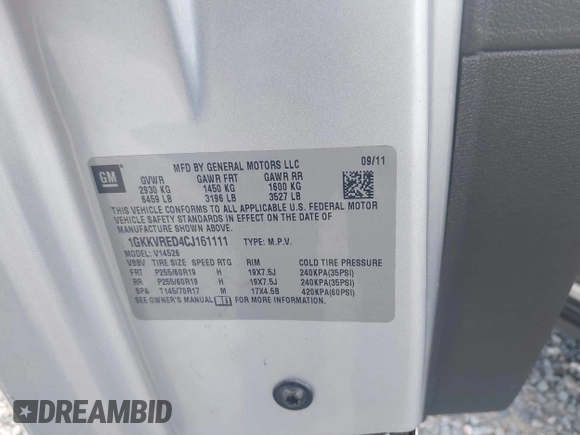 GM
MFD BY GENERAL MOTORS LLC 09/11
GVWR GAWR FRT GAWR RR
2930 KG 1450 KG 1600 KG
6459 LB 3196 LB 3527 LB
THIS VEHICLE CONFORMS TO ALL APPLICABLE U.S. FEDERAL MOTOR
VEHICLE SAFETY STANDARDS IN EFFECT ON THE DATE OF
MANUFACTURE SHOWN ABOVE.
1GKKVRED4CJ161111 TYPE: M.P.V.
MODEL: V14526
VBBV TIRE SIZE SPEED RTG RIM COLD TIRE PRESSURE
FRT P255/60R19 H 19X7.5J 240KPA(35PSI)
RR P255/60R19 H 19X7.5J 240KPA(35PSI)
SPA T145/70R17 M 17X4.5B 420KPA(60PSI)
SEE OWNER'S MANUAL FOR MORE INFORMATION.
DREAMBID